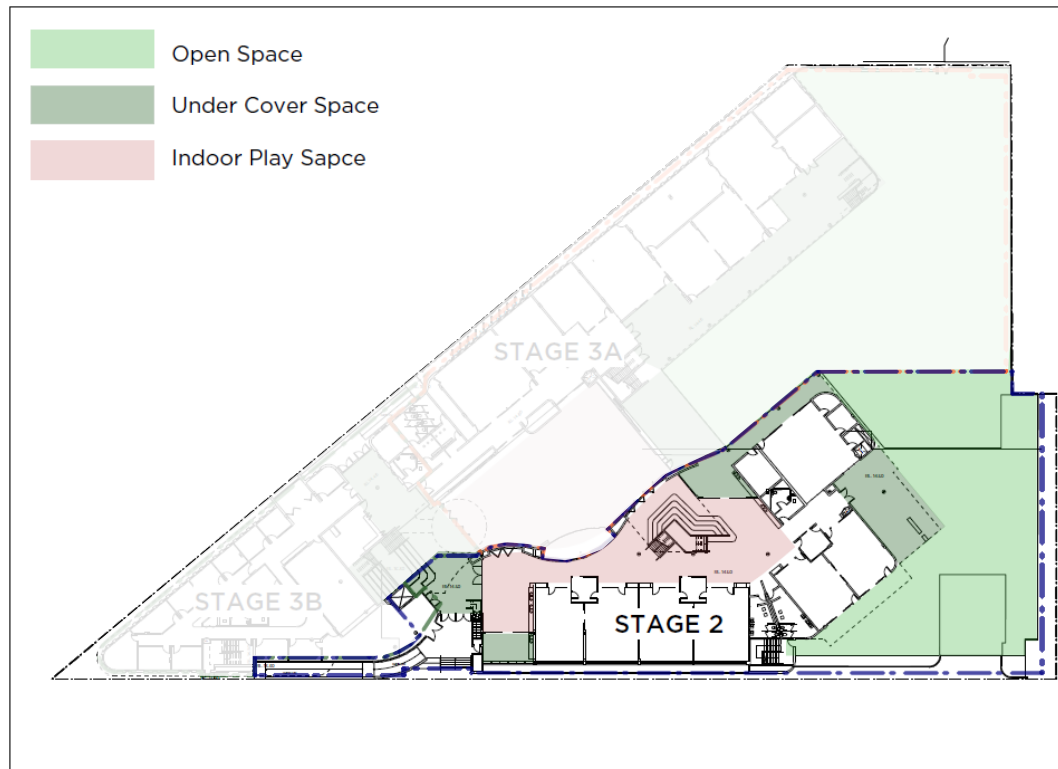 Open Space
Under Cover Space
Indoor Play Sapce
STAGE 3A
STAGE 3B
STAGE 2